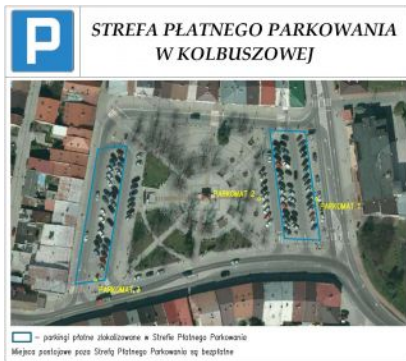 P
STREFA PŁATNEGO PARKOWANIA
W KOLBUSZOWEJ
PARKOMAT 2
PARKOMAT 1
PARKOMAT 3
– parkingi płatne zlokalizowane w Strefie Płatnego Parkowania
Miejsca postojowe poza Strefą Płatnego Parkowania są bezpłatne